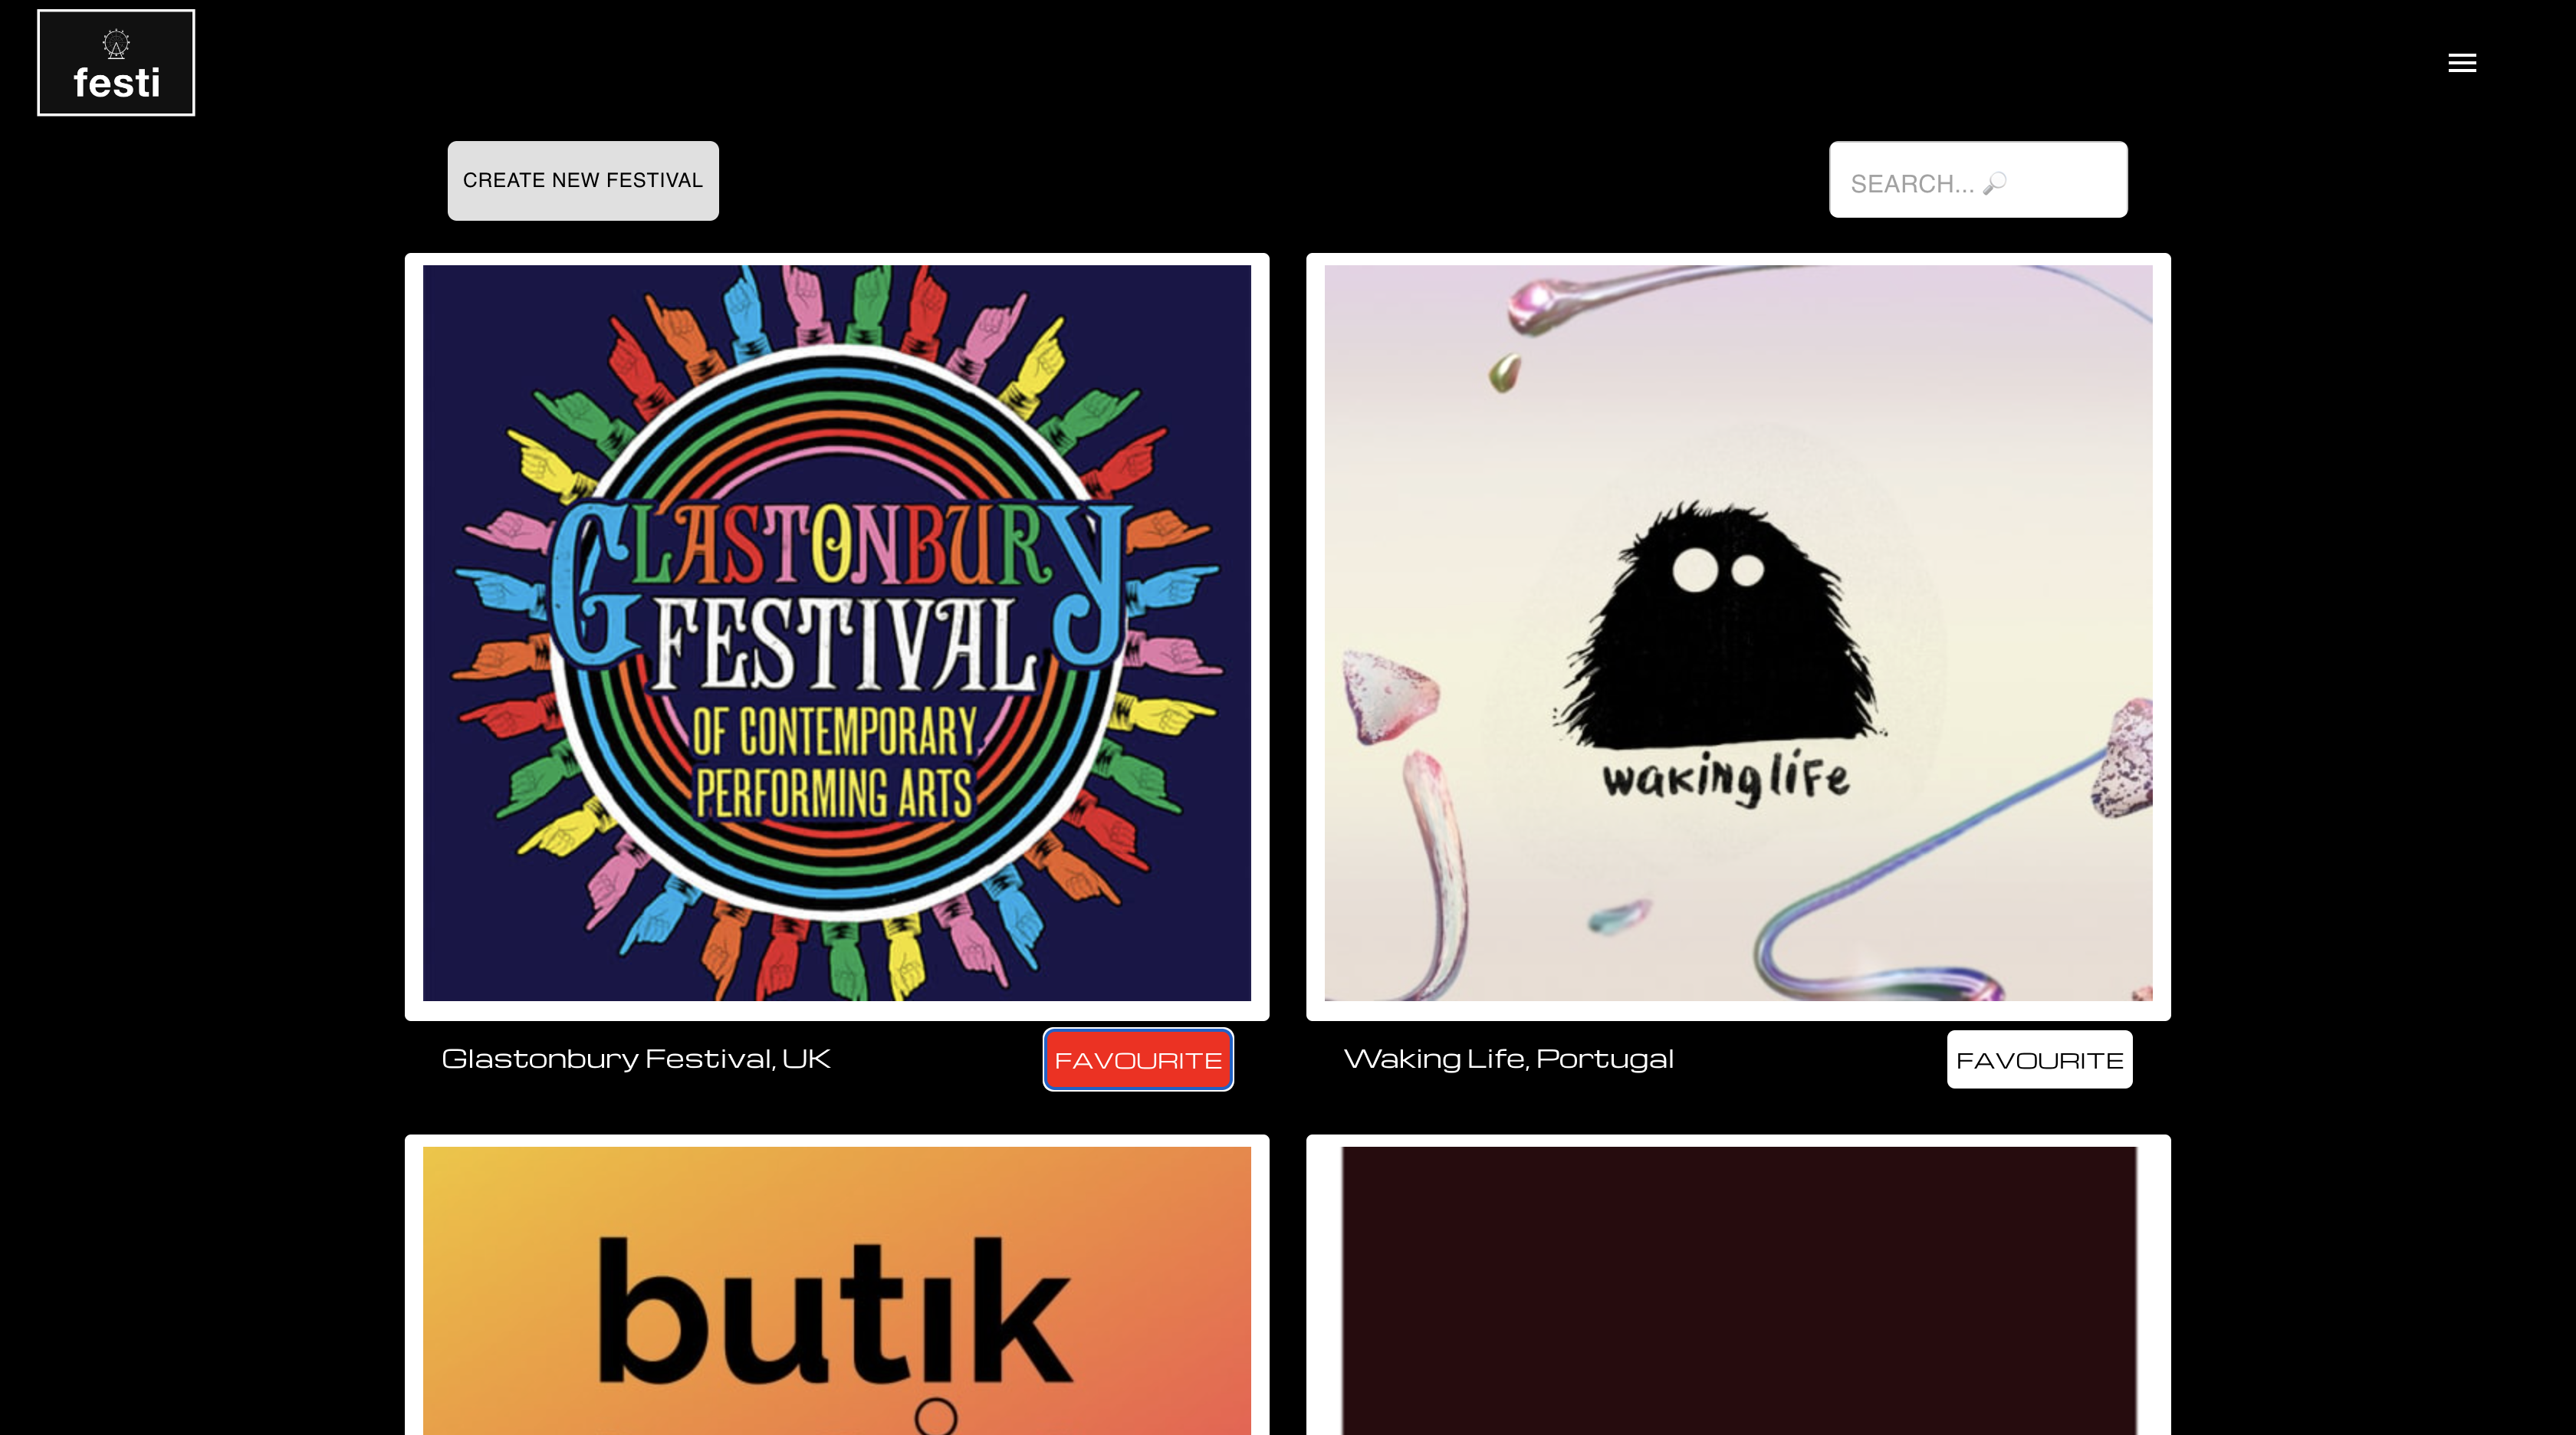 festi
CREATE NEW FESTIVAL
SEARCH... 🔎
GLASTONBURY
FESTIVAL
OF CONTEMPORARY
PERFORMING ARTS
waking life
Glastonbury Festival, UK
FAVOURITE
Waking Life, Portugal
FAVOURITE
butik